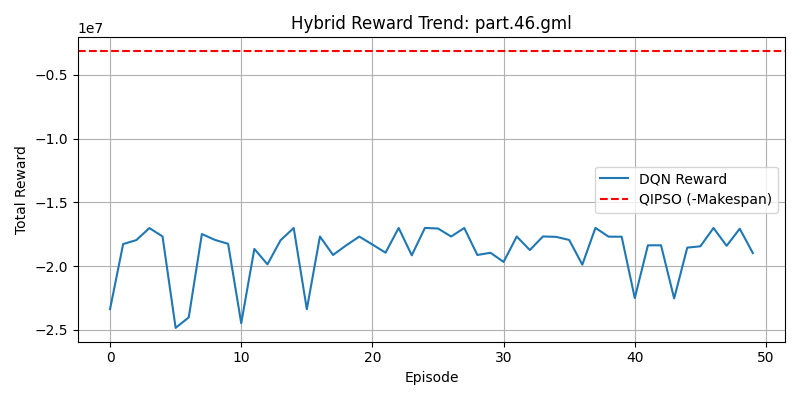 Hybrid Reward Trend: part.46.gml
1e7
−0.5
−1.0
−1.5
−2.0
−2.5
Total Reward
DQN Reward
QIPSO (-Makespan)
0 10 20 30 40 50
Episode